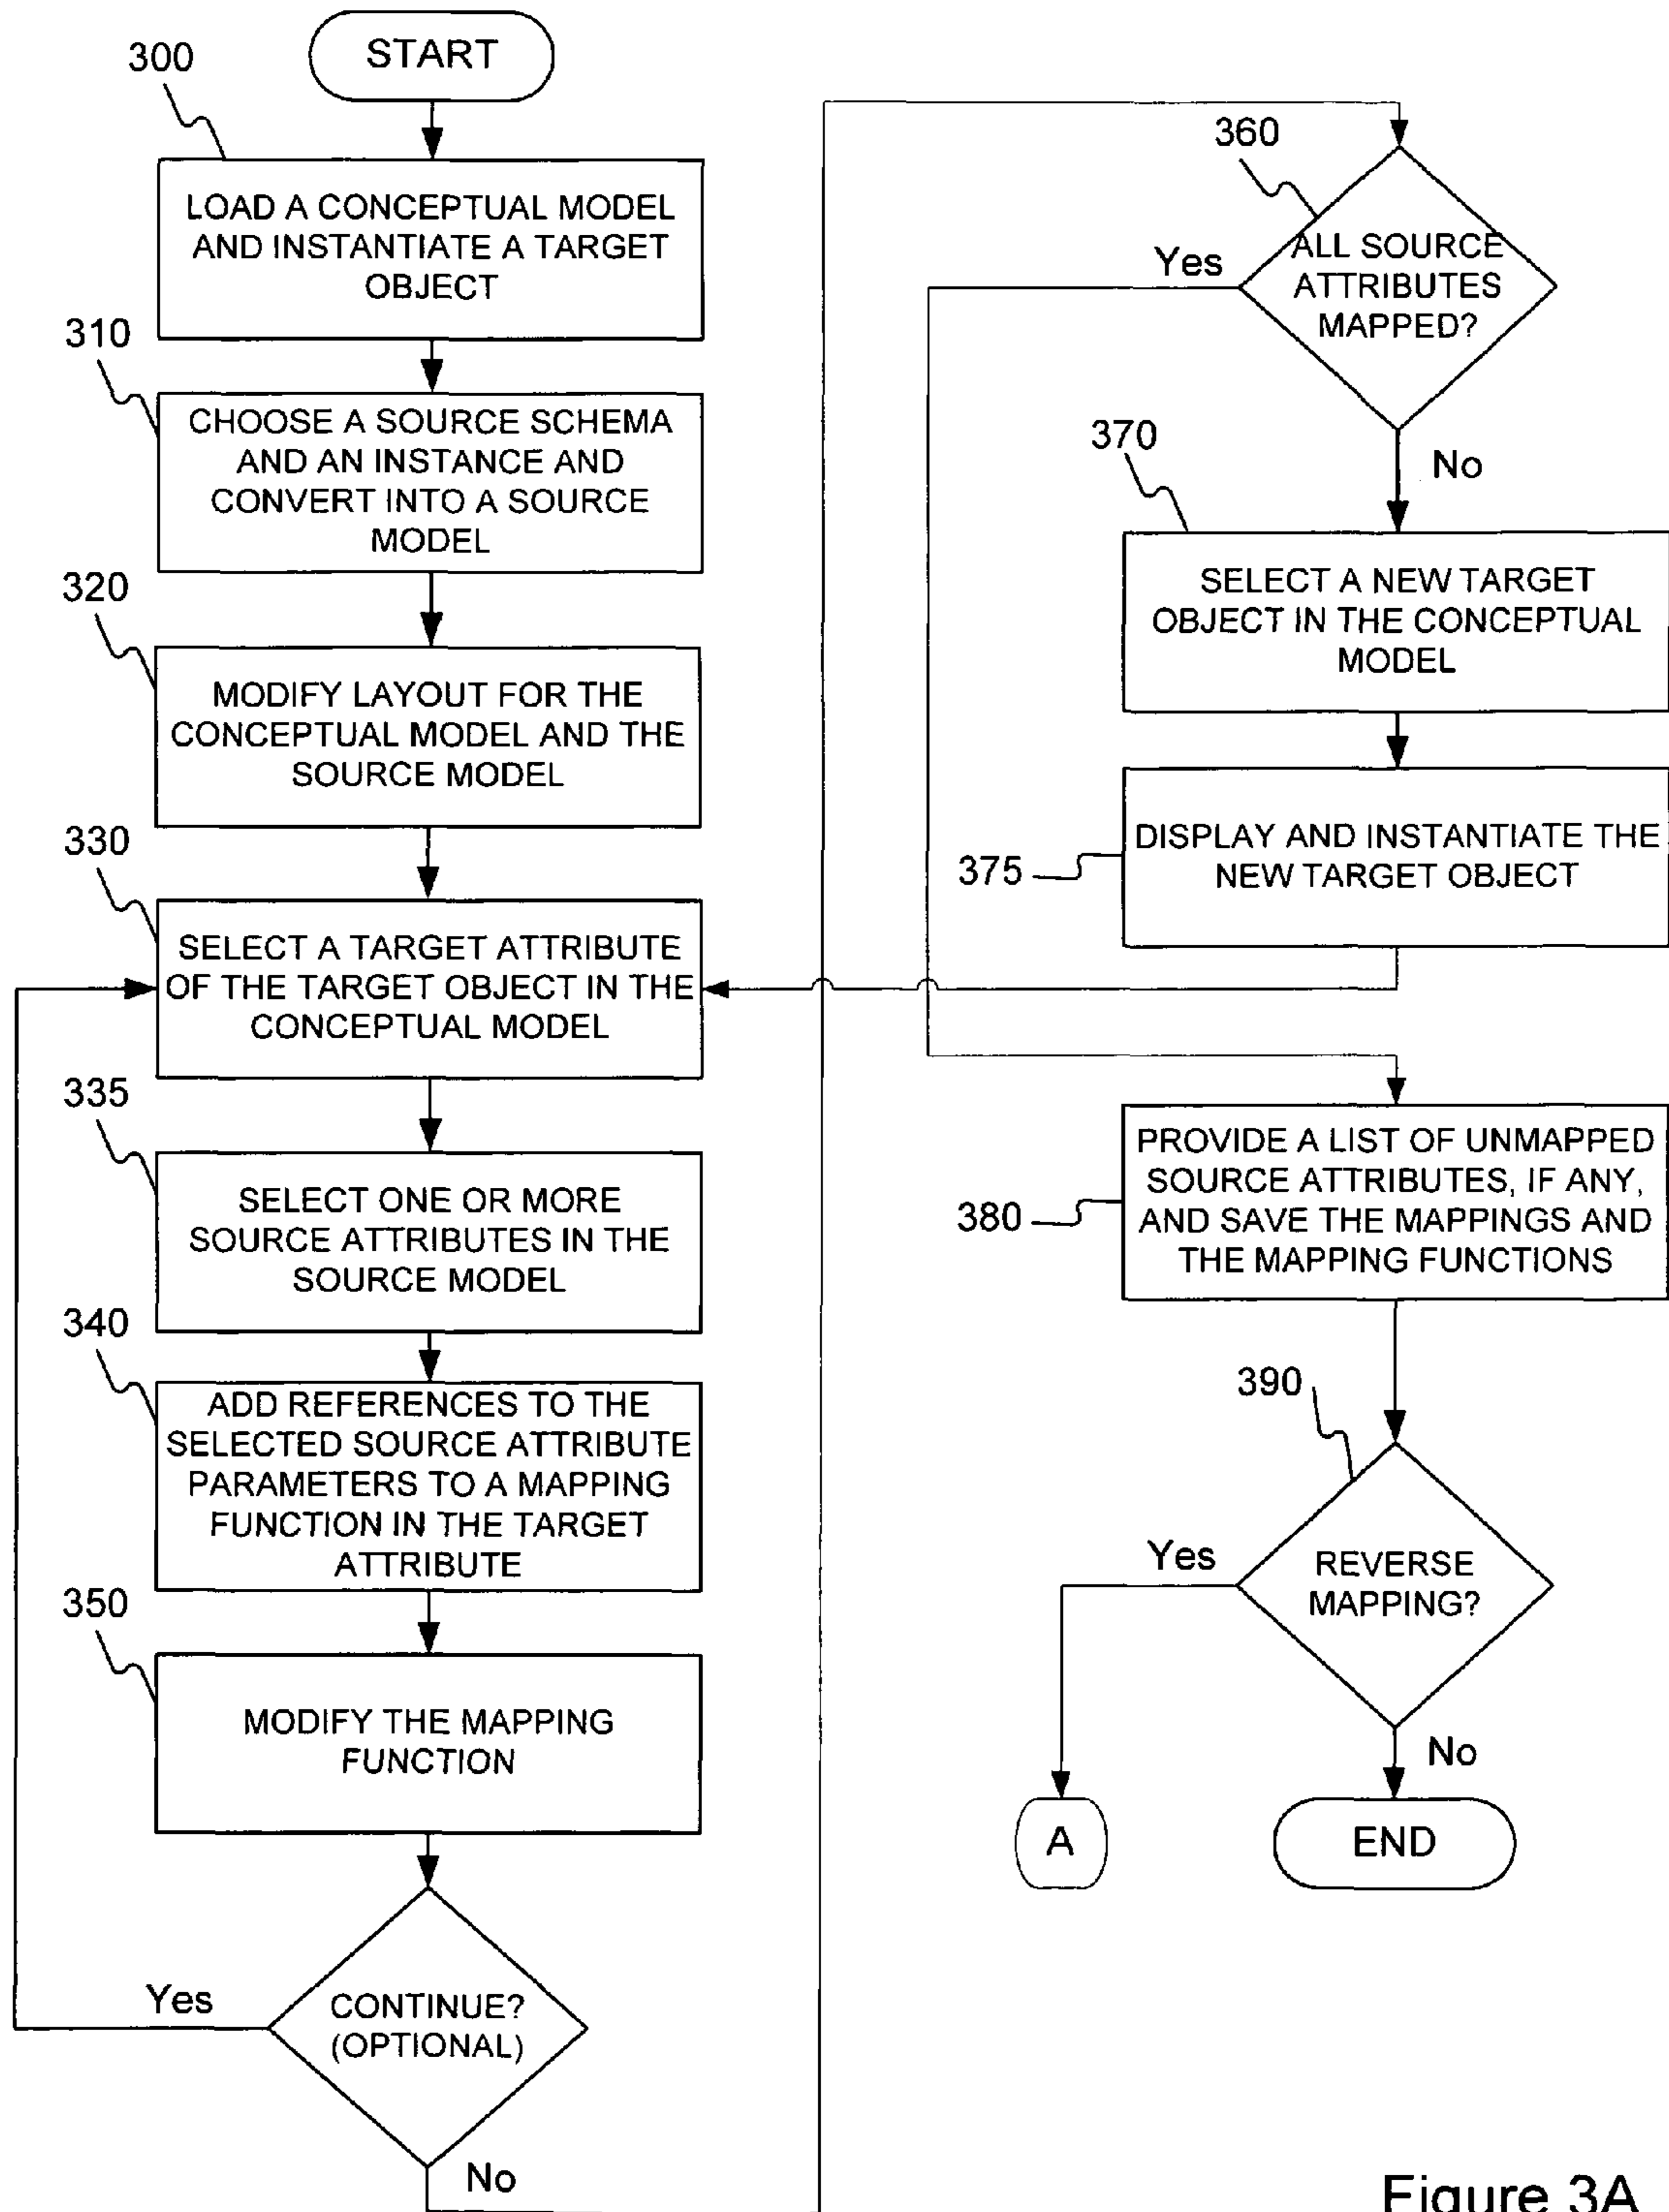 START
300
LOAD A CONCEPTUAL MODEL
AND INSTANTIATE A TARGET
OBJECT
310
CHOOSE A SOURCE SCHEMA
AND AN INSTANCE AND
CONVERT INTO A SOURCE
MODEL
320
MODIFY LAYOUT FOR THE
CONCEPTUAL MODEL AND THE
SOURCE MODEL
330
SELECT A TARGET ATTRIBUTE
OF THE TARGET OBJECT IN THE
CONCEPTUAL MODEL
335
SELECT ONE OR MORE
SOURCE ATTRIBUTES IN THE
SOURCE MODEL
340
ADD REFERENCES TO THE
SELECTED SOURCE ATTRIBUTE
PARAMETERS TO A MAPPING
FUNCTION IN THE TARGET
ATTRIBUTE
350
MODIFY THE MAPPING
FUNCTION
Yes
CONTINUE?
(OPTIONAL)
No
360
Yes
ALL SOURCE
ATTRIBUTES
MAPPED?
No
370
SELECT A NEW TARGET
OBJECT IN THE CONCEPTUAL
MODEL
375
DISPLAY AND INSTANTIATE THE
NEW TARGET OBJECT
380
PROVIDE A LIST OF UNMAPPED
SOURCE ATTRIBUTES, IF ANY,
AND SAVE THE MAPPINGS AND
THE MAPPING FUNCTIONS
390
Yes
REVERSE
MAPPING?
No
A
END
Figure 3A